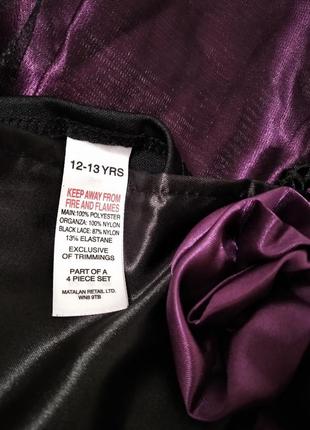 12-13 YRS
KEEP AWAY FROM
FIRE AND FLAMES
MAIN:100% POLYESTER
ORGANZA: 100% NYLON
BLACK LACE: 87% NYLON
13% ELASTANE
EXCLUSIVE
OF TRIMMINGS
PART OF A
4 PIECE SET
MATALAN RETAIL LTD.
WN8 9TB